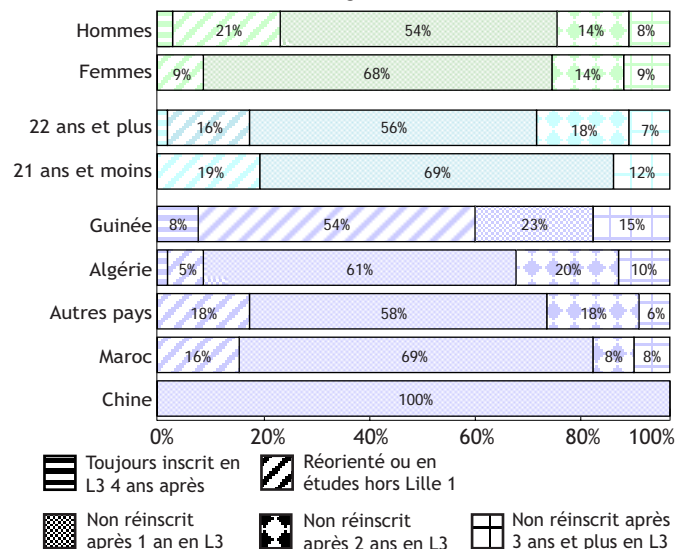 Hommes 21% 54% 14% 8%
Femmes 9% 68% 14% 9%
22 ans et plus 16% 56% 18% 7%
21 ans et moins 19% 69% 12%
Guinée 8% 54% 23% 15%
Algérie 5% 61% 20% 10%
Autres pays 18% 58% 18% 6%
Maroc 16% 69% 8% 8%
Chine 100%
0% 20% 40% 60% 80% 100%
Toujours inscrit en
L3 4 ans après
Réorienté ou en
études hors Lille 1
Non réinscrit
après 1 an en L3
Non réinscrit
après 2 ans en L3
Non réinscrit après
3 ans et plus en L3